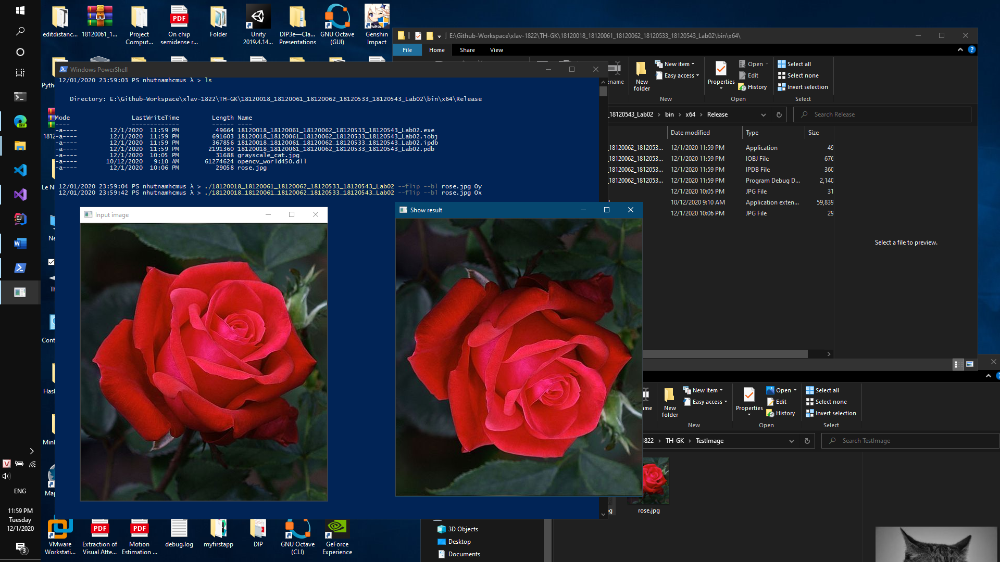 editdistanc...
18120061_1...
Project
Comput...
On chip
semidense r...
Folder
Unity
2019.4.14...
DIP3e—Cla...
Presentations
GNU Octave
(GUI)
Genshin
Impact
E:\Github-Workspace\xlav-1822\TH-GK\18120018_18120061_18120062_18120533_18120543_Lab02\bin\x64\
File
Home
Share
View
New
folder
New item
Easy access
New
Properties
Open
Edit
History
Open
Select all
Select none
Invert selection
Select
_18120543_Lab02 > bin > x64 > Release
Search Release
Date modified
Type
Size
_18120062_1812053... 12/1/2020 11:59 PM Application 49
_18120062_1812053... 12/1/2020 11:59 PM IOBJ File 676
_18120062_1812053... 12/1/2020 11:59 PM IPDB File 360
_18120062_1812053... 12/1/2020 11:59 PM Program Debug D... 2,140
12/1/2020 10:05 PM JPG File 31
10/12/2020 9:10 AM Application exten... 59,839
12/1/2020 10:06 PM JPG File 29
Select a file to preview.
Windows PowerShell
12/01/2020 23:59:03 PS nhutnamhcmus λ > ls
Directory: E:\Github-Workspace\xlav-1822\TH-GK\18120018_18120061_18120062_18120533_18120543_Lab02\bin\x64\Release
Mode LastWriteTime Length Name
---- ------------- ------ ----
-a---- 12/1/2020 11:59 PM 49664 18120018_18120061_18120062_18120533_18120543_Lab02.exe
-a---- 12/1/2020 11:59 PM 691603 18120018_18120061_18120062_18120533_18120543_Lab02.iobj
-a---- 12/1/2020 11:59 PM 367856 18120018_18120061_18120062_18120533_18120543_Lab02.ipdb
-a---- 12/1/2020 11:59 PM 2191360 18120018_18120061_18120062_18120533_18120543_Lab02.pdb
-a---- 12/1/2020 10:05 PM 31688 grayscale_cat.jpg
-a---- 10/12/2020 9:10 AM 61274624 opencv_world450.dll
-a---- 12/1/2020 10:06 PM 29058 rose.jpg
12/01/2020 23:59:04 PS nhutnamhcmus λ > ./18120018_18120061_18120062_18120533_18120543_Lab02 --flip --bl rose.jpg Oy
12/01/2020 23:59:42 PS nhutnamhcmus λ > ./18120018_18120061_18120062_18120533_18120543_Lab02 --flip --bl rose.jpg Ox
Input image
Show result
New
folder
New item
Easy access
New
Properties
Open
Edit
History
Open
Select all
Select none
Invert selection
Select
TH-GK > TestImage
Search TestImage
rose.jpg
3D Objects
Desktop
Documents
VMware
Workstati...
Extraction of
Visual Atte...
Motion
Estimation ...
debug.log
myfirstapp
DIP
GNU Octave
(CLI)
GeForce
Experience
ENG
11:59 PM
Tuesday
12/1/2020
3